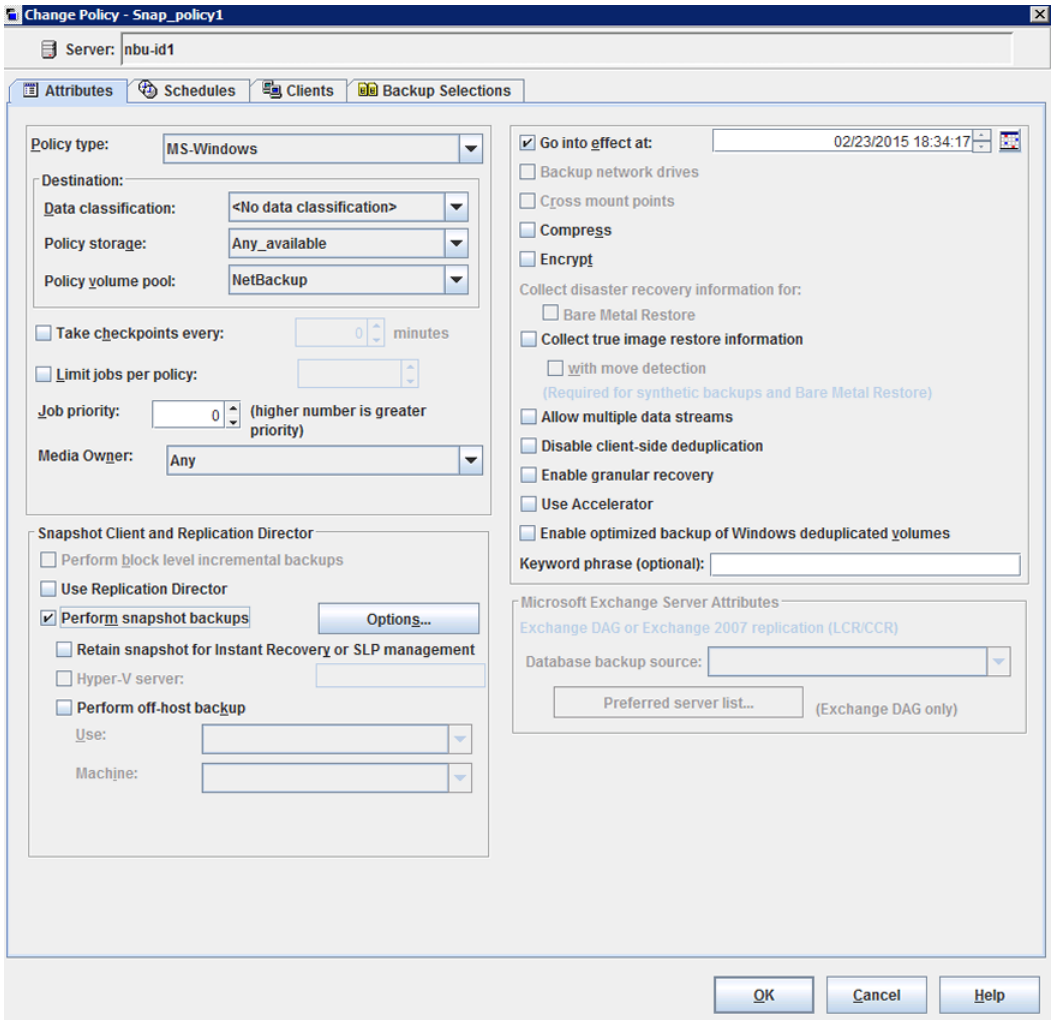 Change Policy - Snap_policy1
Server: nbu-id1
Attributes Schedules Clients Backup Selections
Policy type: MS-Windows
Destination:
Data classification: <No data classification>
Policy storage: Any_available
Policy volume pool: NetBackup
Take checkpoints every: 0 minutes
Limit jobs per policy:
Job priority: 0 (higher number is greater
priority)
Media Owner: Any
Snapshot Client and Replication Director
Perform block level incremental backups
Use Replication Director
Perform snapshot backups Options...
Retain snapshot for Instant Recovery or SLP management
Hyper-V server:
Perform off-host backup
Use:
Machine:
Go into effect at: 02/23/2015 18:34:17
Backup network drives
Cross mount points
Compress
Encrypt
Collect disaster recovery information for:
Bare Metal Restore
Collect true image restore information
with move detection
(Required for synthetic backups and Bare Metal Restore)
Allow multiple data streams
Disable client-side deduplication
Enable granular recovery
Use Accelerator
Enable optimized backup of Windows deduplicated volumes
Keyword phrase (optional):
Microsoft Exchange Server Attributes
Exchange DAG or Exchange 2007 replication (LCR/CCR)
Database backup source:
Preferred server list... (Exchange DAG only)
OK Cancel Help